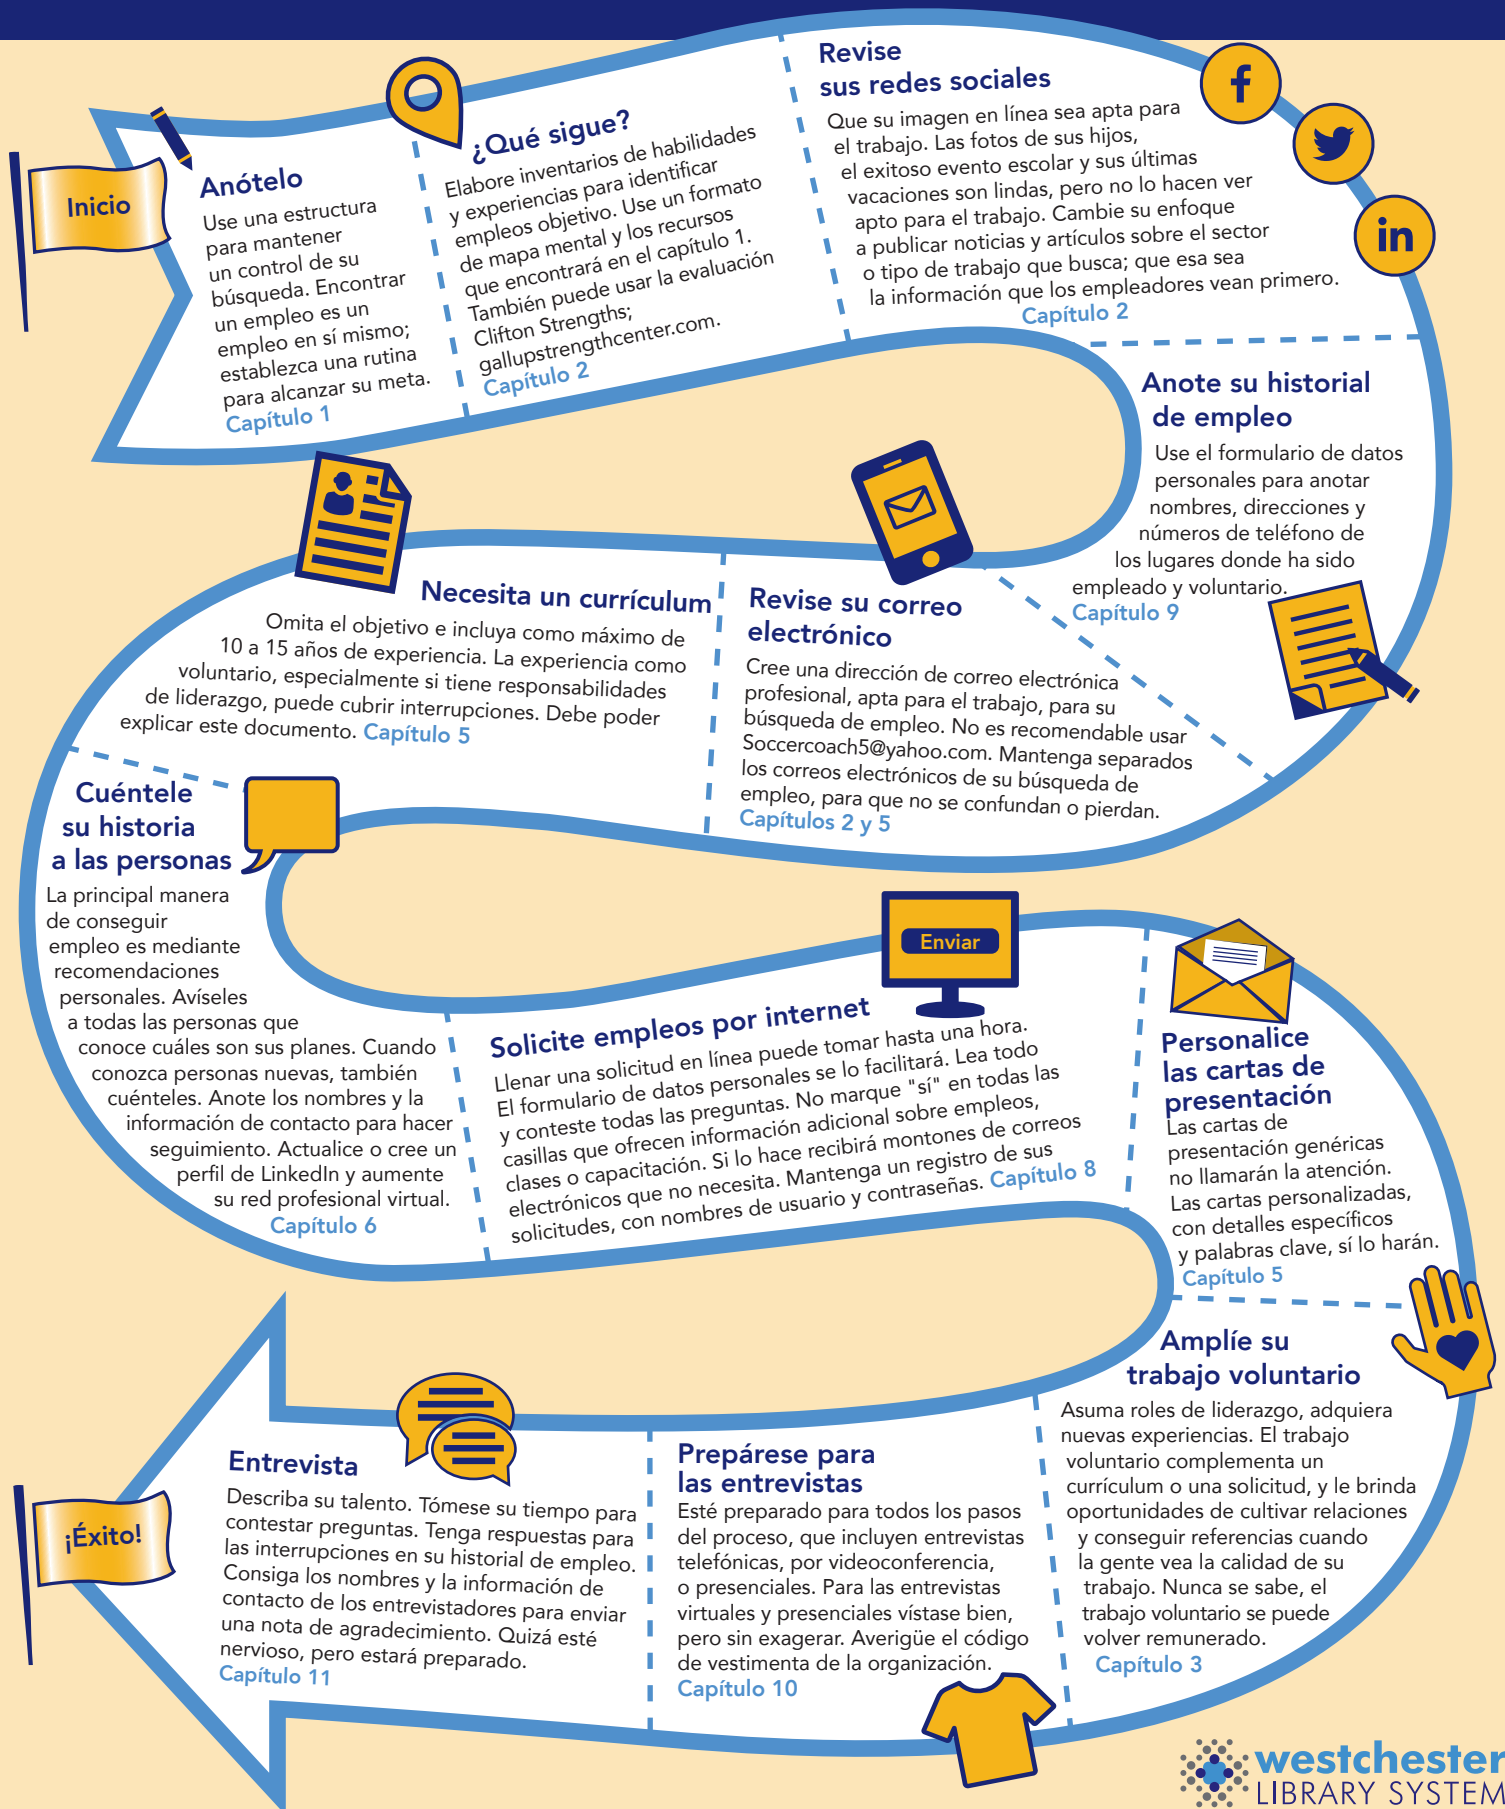 Inicio
Anótelo
Use una estructura
para mantener
un control de su
búsqueda. Encontrar
un empleo es un
empleo en sí mismo;
establezca una rutina
para alcanzar su meta.
Capítulo 1
¿Qué sigue?
Elabore inventarios de habilidades
y experiencias para identificar
empleos objetivo. Use un formato
de mapa mental y los recursos
que encontrará en el capítulo 1.
También puede usar la evaluación
Clifton Strengths;
gallupstrengthcenter.com.
Capítulo 2
Revise
sus redes sociales
Que su imagen en línea sea apta para
el trabajo. Las fotos de sus hijos,
el exitoso evento escolar y sus últimas
vacaciones son lindas, pero no lo hacen ver
apto para el trabajo. Cambie su enfoque
a publicar noticias y artículos sobre el sector
o tipo de trabajo que busca; que esa sea
la información que los empleadores vean primero.
Capítulo 2
f
in
Anote su historial
de empleo
Use el formulario de datos
personales para anotar
nombres, direcciones y
números de teléfono de
los lugares donde ha sido
empleado y voluntario.
Capítulo 9
Revise su correo
electrónico
Cree una dirección de correo electrónica
profesional, apta para el trabajo, para su
búsqueda de empleo. No es recomendable usar
Soccercoach5@yahoo.com. Mantenga separados
los correos electrónicos de su búsqueda de
empleo, para que no se confundan o pierdan.
Capítulos 2 y 5
Necesita un currículum
Omita el objetivo e incluya como máximo de
10 a 15 años de experiencia. La experiencia como
voluntario, especialmente si tiene responsabilidades
de liderazgo, puede cubrir interrupciones. Debe poder
explicar este documento. Capítulo 5
Cuéntele
su historia
a las personas
La principal manera
de conseguir
empleo es mediante
recomendaciones
personales. Avíseles
a todas las personas que
conoce cuáles son sus planes. Cuando
conozca personas nuevas, también
cuénteles. Anote los nombres y la
información de contacto para hacer
seguimiento. Actualice o cree un
perfil de LinkedIn y aumente
su red profesional virtual.
Capítulo 6
Solicite empleos por internet
Llenar una solicitud en línea puede tomar hasta una hora.
El formulario de datos personales se lo facilitará. Lea todo
y conteste todas las preguntas. No marque "sí" en todas las
casillas que ofrecen información adicional sobre empleos,
clases o capacitación. Si lo hace recibirá montones de correos
electrónicos que no necesita. Mantenga un registro de sus
solicitudes, con nombres de usuario y contraseñas. Capítulo 8
Enviar
Personalice
las cartas de
presentación
Las cartas de
presentación genéricas
no llamarán la atención.
Las cartas personalizadas,
con detalles específicos
y palabras clave, sí lo harán.
Capítulo 5
Amplíe su
trabajo voluntario
Asuma roles de liderazgo, adquiera
nuevas experiencias. El trabajo
voluntario complementa un
currículum o una solicitud, y le brinda
oportunidades de cultivar relaciones
y conseguir referencias cuando
la gente vea la calidad de su
trabajo. Nunca se sabe, el
trabajo voluntario se puede
volver remunerado.
Capítulo 3
Prepárese para
las entrevistas
Esté preparado para todos los pasos
del proceso, que incluyen entrevistas
telefónicas, por videoconferencia,
o presenciales. Para las entrevistas
virtuales y presenciales vístase bien,
pero sin exagerar. Averigüe el código
de vestimenta de la organización.
Capítulo 10
Entrevista
Describa su talento. Tómese su tiempo para
contestar preguntas. Tenga respuestas para
las interrupciones en su historial de empleo.
Consiga los nombres y la información de
contacto de los entrevistadores para enviar
una nota de agradecimiento. Quizá esté
nervioso, pero estará preparado.
Capítulo 11
¡Éxito!
westchester
LIBRARY SYSTEM